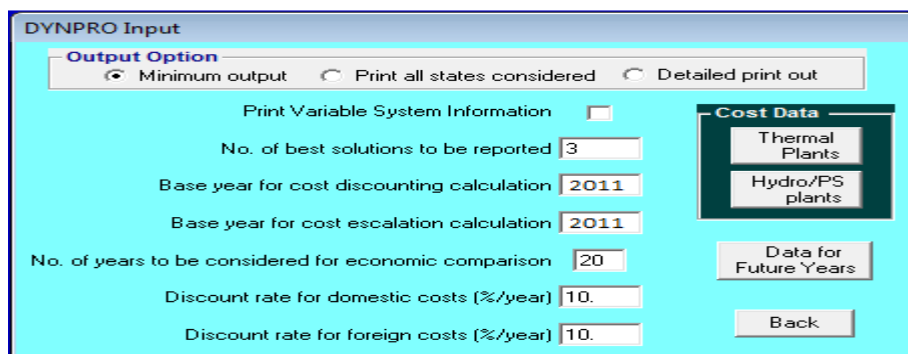 DYNPRO Input
Output Option
Minimum output Print all states considered Detailed print out
Print Variable System Information
No. of best solutions to be reported 3
Base year for cost discounting calculation 2011
Base year for cost escalation calculation 2011
No. of years to be considered for economic comparison 20
Discount rate for domestic costs (%/year) 10.
Discount rate for foreign costs (%/year) 10.
Cost Data
Thermal
Plants
Hydro/PS
plants
Data for
Future Years
Back